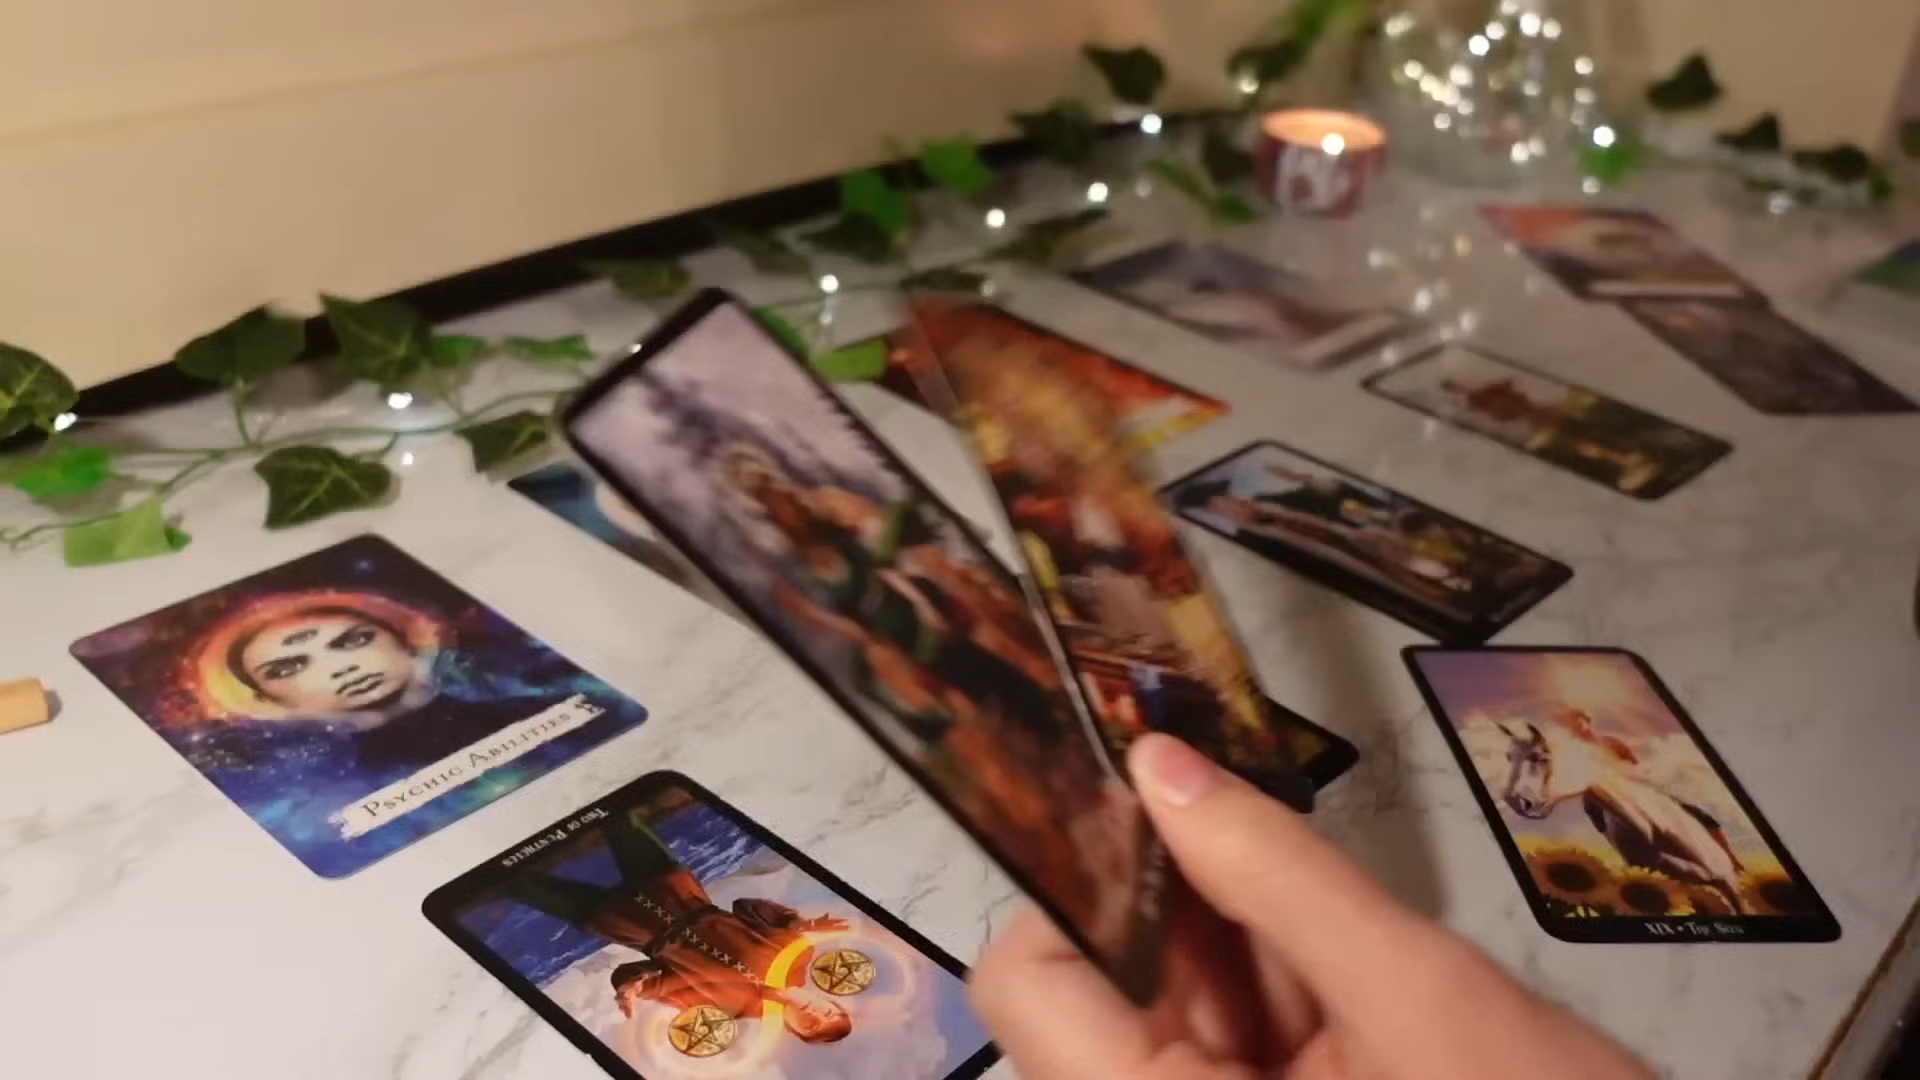 PSYCHIC ABILITIES
TWO OF PENTACLES
XIX • THE SUN